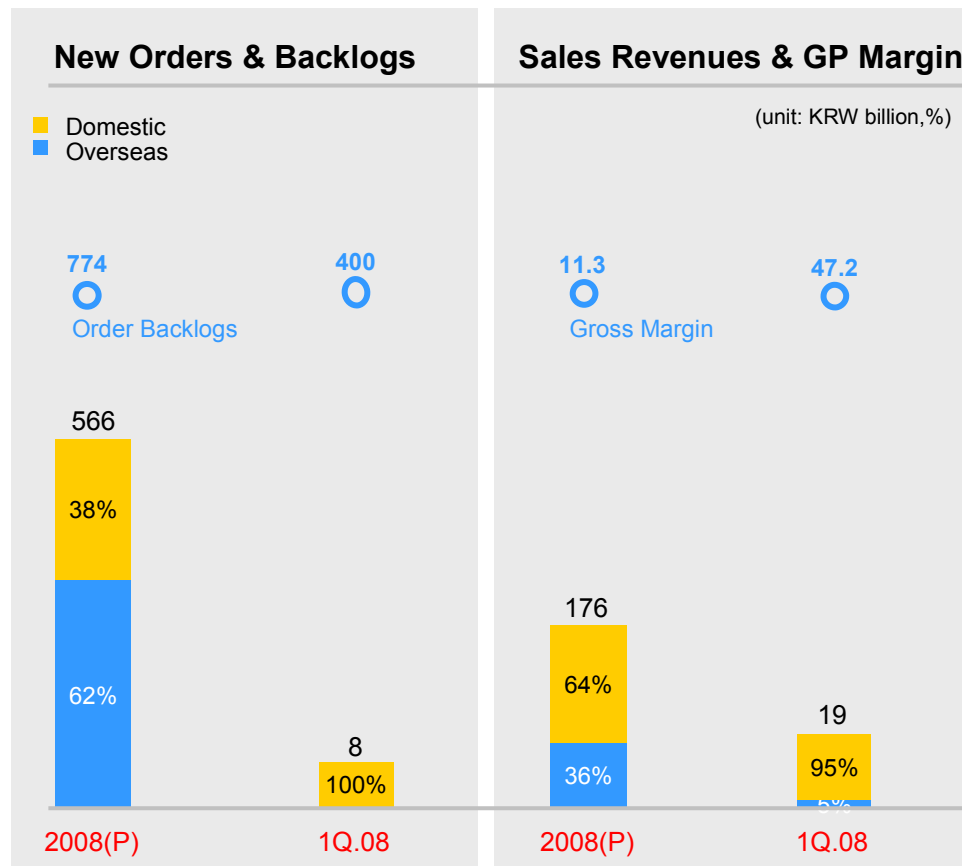 New Orders & Backlogs
Domestic
Overseas
774
400
Order Backlogs
566
38%
62%
8
100%
2008(P)
1Q.08
Sales Revenues & GP Margin
(unit: KRW billion,%)
11.3
47.2
Gross Margin
176
64%
36%
19
95%
5%
2008(P)
1Q.08